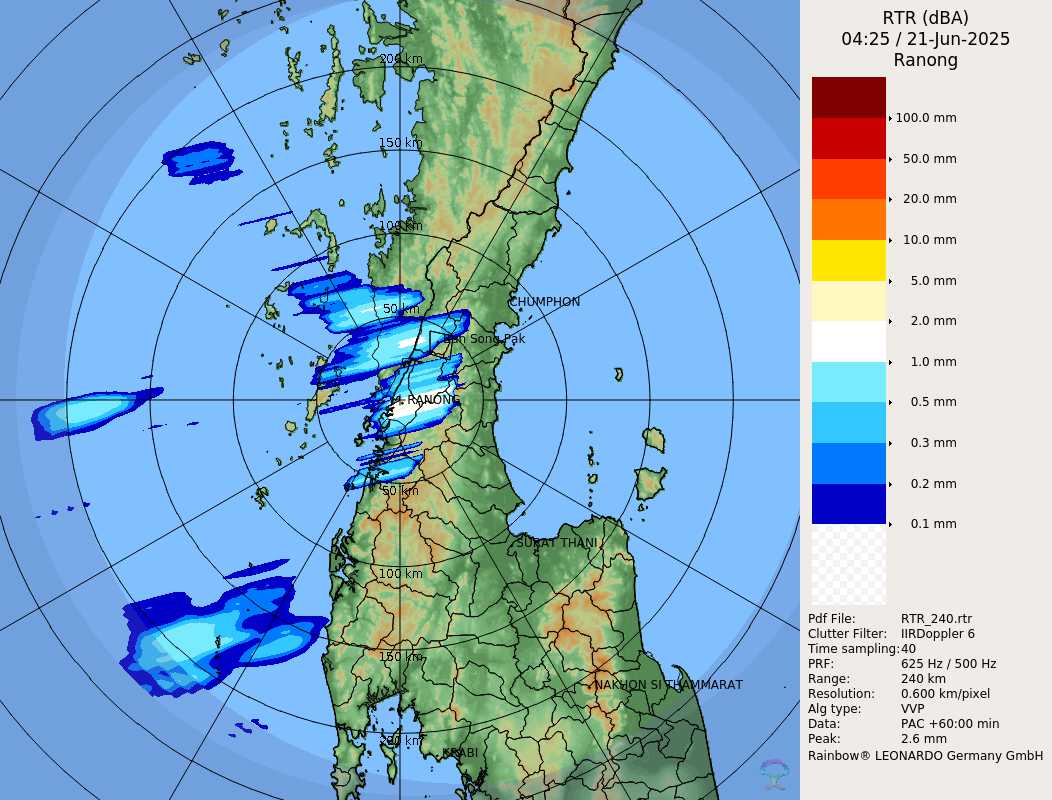 RTR (dBA)
04:25 / 21-Jun-2025
Ranong
100.0 mm
50.0 mm
20.0 mm
10.0 mm
5.0 mm
2.0 mm
1.0 mm
0.5 mm
0.3 mm
0.2 mm
0.1 mm
Pdf File: RTR_240.rtr
Clutter Filter: IIRDoppler 6
Time sampling: 40
PRF: 625 Hz / 500 Hz
Range: 240 km
Resolution: 0.600 km/pixel
Alg type: VVP
Data: PAC +60:00 min
Peak: 2.6 mm
Rainbow® LEONARDO Germany GmbH
200 km
150 km
100 km
50 km
CHUMPHON
Ban Song Pak
RANONG
50 km
SURAT THANI
100 km
150 km
NAKHON SI THAMMARAT
200 km
KRABI